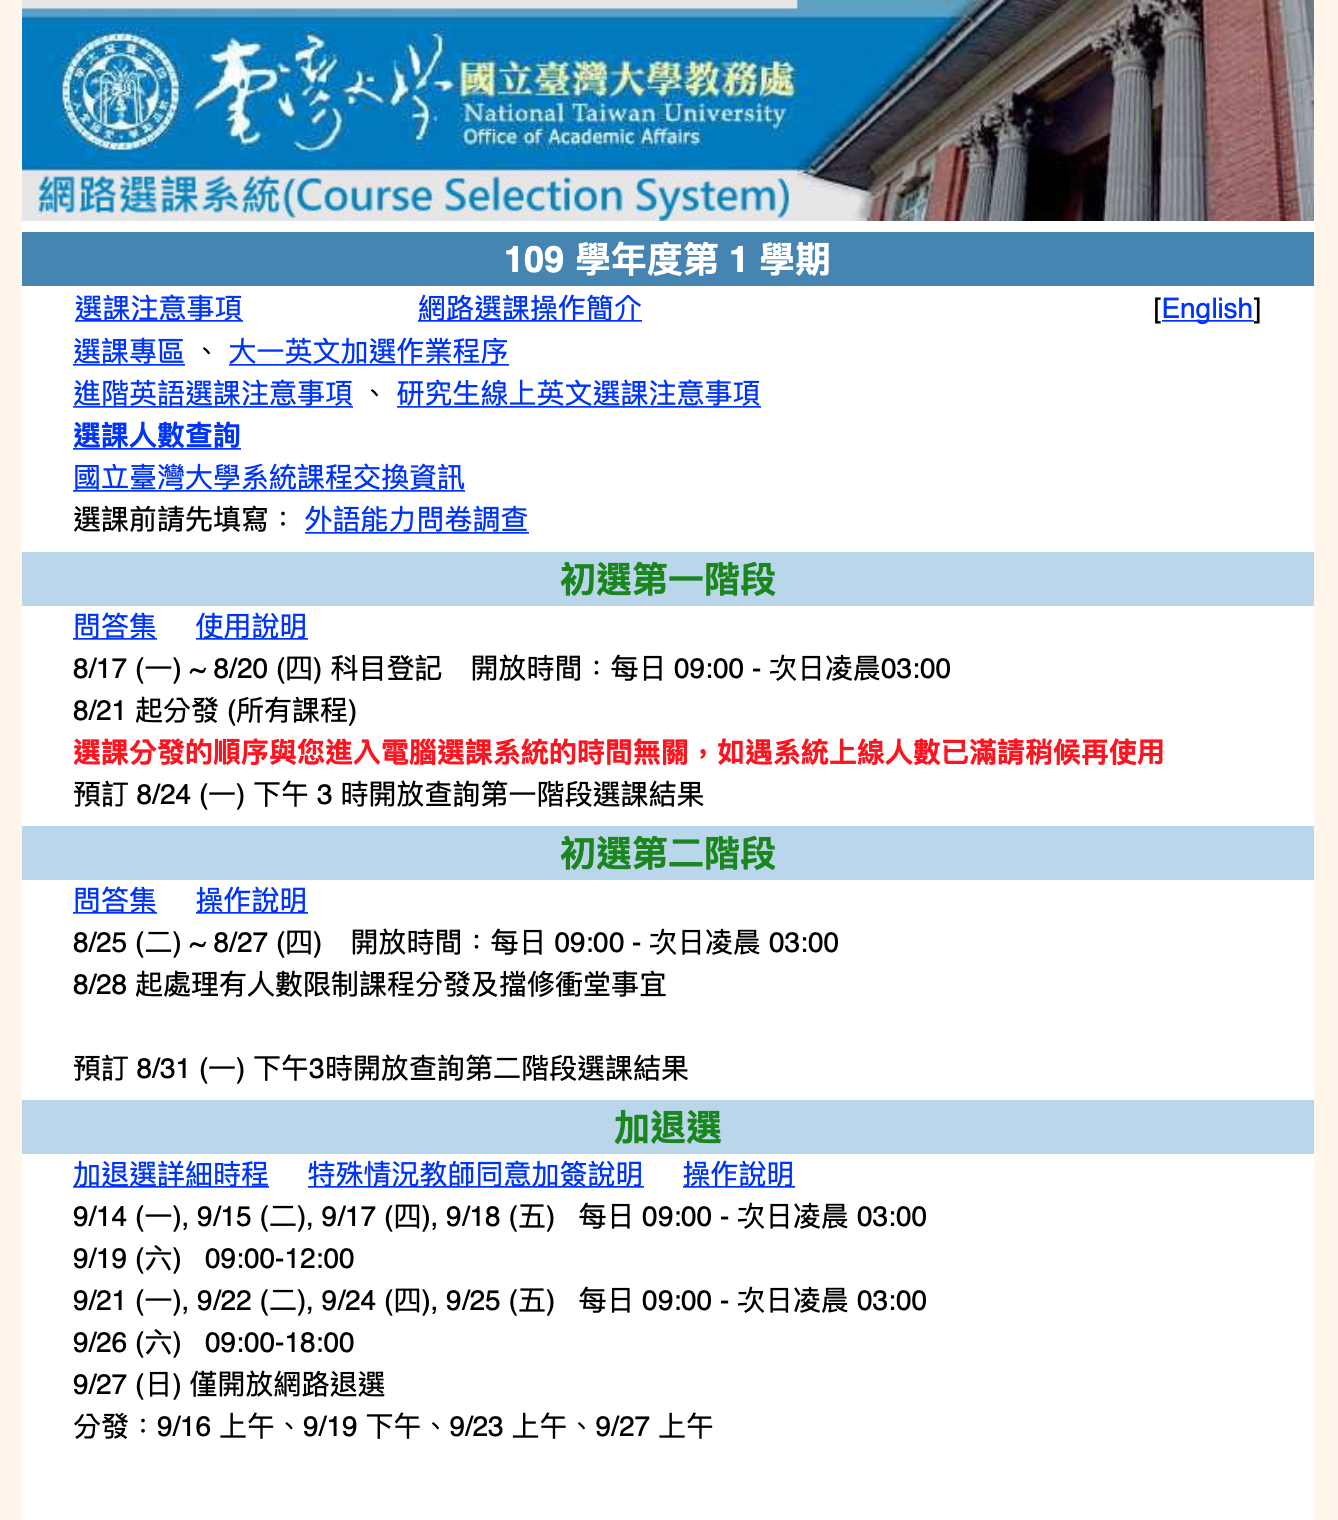 臺灣大學
國立臺灣大學教務處
National Taiwan University
Office of Academic Affairs
網路選課系統(Course Selection System)
109 學年度第 1 學期
選課注意事項 網路選課操作簡介 [English]
選課專區 、 大一英文加選作業程序
進階英語選課注意事項 、 研究生線上英文選課注意事項
選課人數查詢
國立臺灣大學系統課程交換資訊
選課前請先填寫： 外語能力問卷調查
初選第一階段
問答集 使用說明
8/17 (一) ~ 8/20 (四) 科目登記 開放時間：每日 09:00 - 次日凌晨03:00
8/21 起分發 (所有課程)
選課分發的順序與您進入電腦選課系統的時間無關，如遇系統上線人數已滿請稍候再使用
預訂 8/24 (一) 下午 3 時開放查詢第一階段選課結果
初選第二階段
問答集 操作說明
8/25 (二) ~ 8/27 (四) 開放時間：每日 09:00 - 次日凌晨 03:00
8/28 起處理有人數限制課程分發及擋修衝堂事宜
預訂 8/31 (一) 下午3時開放查詢第二階段選課結果
加退選
加退選詳細時程 特殊情況教師同意加簽說明 操作說明
9/14 (一), 9/15 (二), 9/17 (四), 9/18 (五) 每日 09:00 - 次日凌晨 03:00
9/19 (六) 09:00-12:00
9/21 (一), 9/22 (二), 9/24 (四), 9/25 (五) 每日 09:00 - 次日凌晨 03:00
9/26 (六) 09:00-18:00
9/27 (日) 僅開放網路退選
分發：9/16 上午、9/19 下午、9/23 上午、9/27 上午